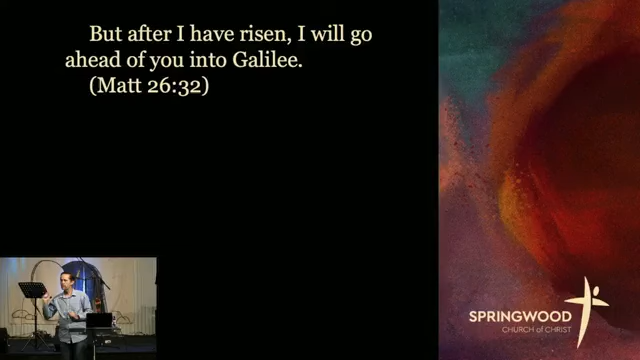 But after I have risen, I will go
ahead of you into Galilee.
(Matt 26:32)
SPRINGWOOD
CHURCH of CHRIST